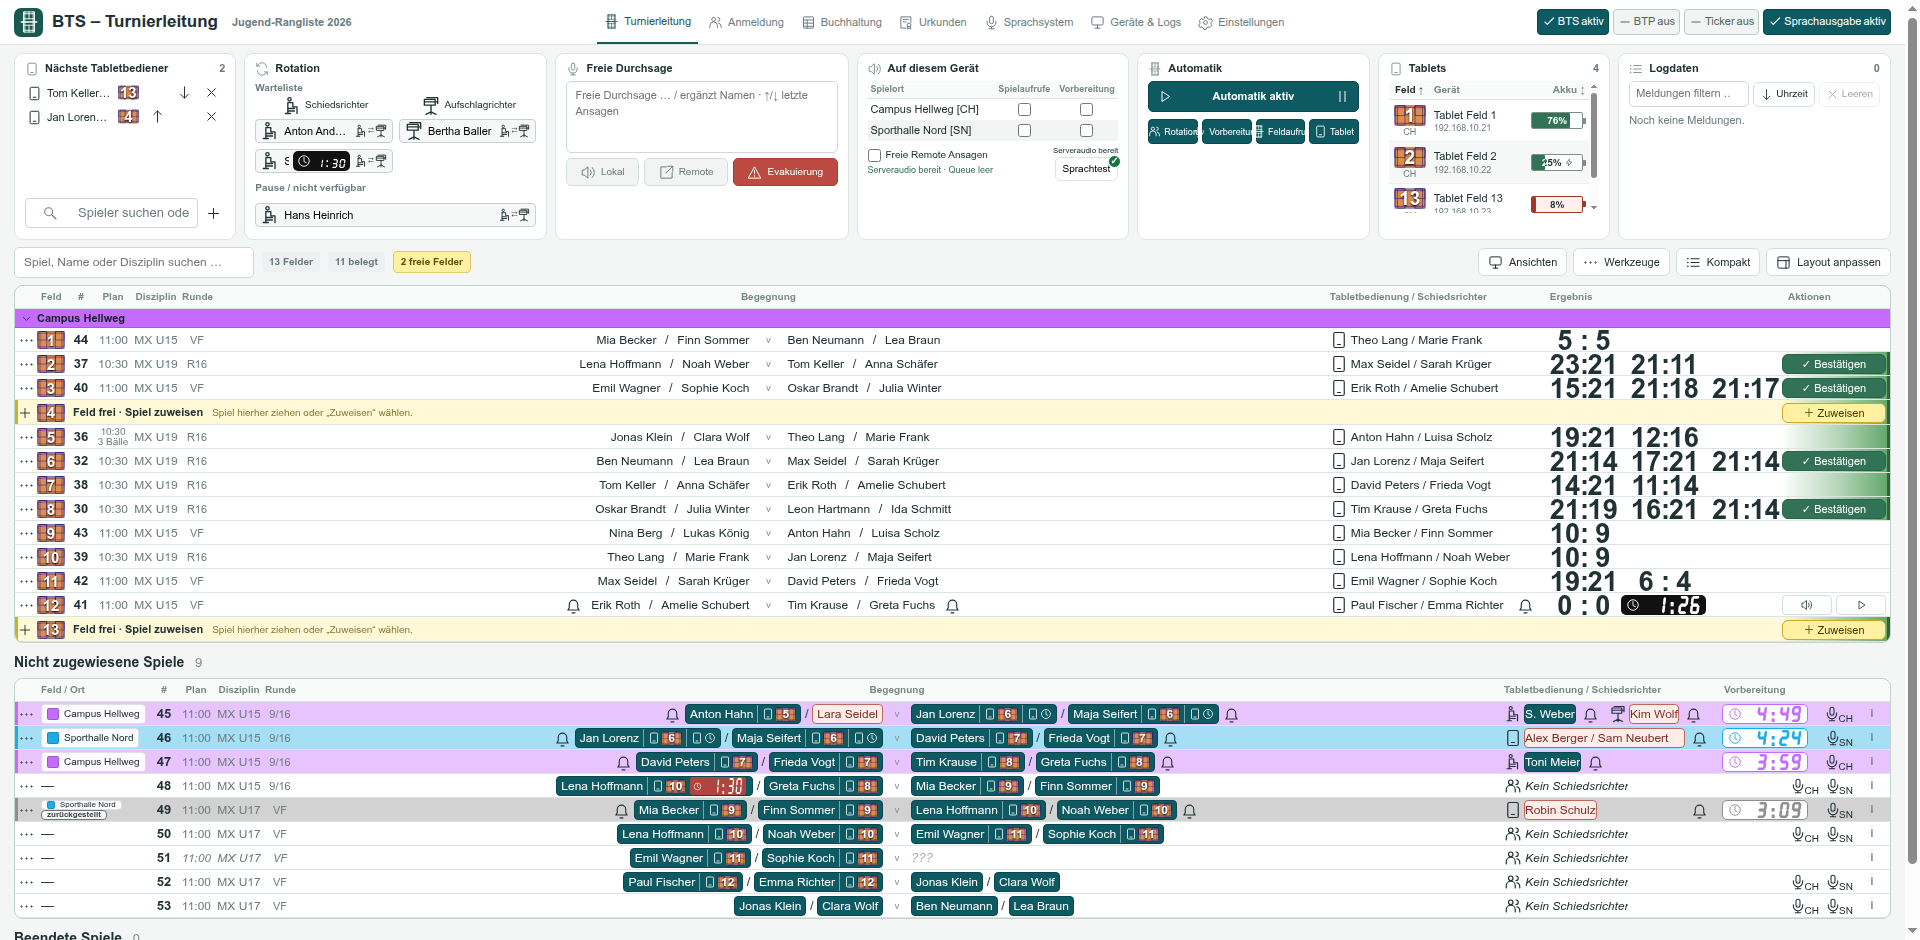 BTS – Turnierleitung
Jugend-Rangliste 2026
Turnierleitung
Anmeldung
Buchhaltung
Urkunden
Sprachsystem
Geräte & Logs
Einstellungen
✓ BTS aktiv
— BTP aus
— Ticker aus
✓ Sprachausgabe aktiv
Nächste Tabletbediener 2
Tom Keller... 13 ↓ ×
Jan Loren... 4 ↑ ×
Spieler suchen ode +
Rotation
Warteliste
Schiedsrichter
Aufschlagrichter
Anton And...
Bertha Baller
S 1:30
Pause / nicht verfügbar
Hans Heinrich
Freie Durchsage
Freie Durchsage ... / ergänzt Namen · ↑/↓ letzte
Ansagen
Lokal
Remote
Evakuierung
Auf diesem Gerät
Spielort Spielaufrufe Vorbereitung
Campus Hellweg [CH]
Sporthalle Nord [SN]
Freie Remote Ansagen
Serveraudio bereit · Queue leer
Serveraudio bereit
Sprachtest
Automatik
Automatik aktiv
Rotation
Vorbereitun
Feldaufru
Tablet
Tablets 4
Feld ↑ Gerät Akku ↕
1 CH Tablet Feld 1 76%
192.168.10.21
2 CH Tablet Feld 2 25%
192.168.10.22
13 Tablet Feld 13 8%
192.168.10.23
Logdaten 0
Meldungen filtern ..
↓ Uhrzeit
× Leeren
Noch keine Meldungen.
Spiel, Name oder Disziplin suchen ...
13 Felder
11 belegt
2 freie Felder
Ansichten
Werkzeuge
Kompakt
Layout anpassen
Feld # Plan Disziplin Runde Begegnung Tabletbedienung / Schiedsrichter Ergebnis Aktionen
Campus Hellweg
1 44 11:00 MX U15 VF Mia Becker / Finn Sommer v Ben Neumann / Lea Braun Theo Lang / Marie Frank 5 : 5
2 37 10:30 MX U19 R16 Lena Hoffmann / Noah Weber v Tom Keller / Anna Schäfer Max Seidel / Sarah Krüger 23:21 21:11 ✓ Bestätigen
3 40 11:00 MX U15 VF Emil Wagner / Sophie Koch v Oskar Brandt / Julia Winter Erik Roth / Amelie Schubert 15:21 21:18 21:17 ✓ Bestätigen
+ 4 Feld frei · Spiel zuweisen Spiel hierher ziehen oder „Zuweisen“ wählen. + Zuweisen
5 36 10:30 3 Bälle MX U19 R16 Jonas Klein / Clara Wolf v Theo Lang / Marie Frank Anton Hahn / Luisa Scholz 19:21 12:16
6 32 10:30 MX U19 R16 Ben Neumann / Lea Braun v Max Seidel / Sarah Krüger Jan Lorenz / Maja Seifert 21:14 17:21 21:14 ✓ Bestätigen
7 38 10:30 MX U19 R16 Tom Keller / Anna Schäfer v Erik Roth / Amelie Schubert David Peters / Frieda Vogt 14:21 11:14
8 30 10:30 MX U19 R16 Oskar Brandt / Julia Winter v Leon Hartmann / Ida Schmitt Tim Krause / Greta Fuchs 21:19 16:21 21:14 ✓ Bestätigen
9 43 11:00 MX U15 VF Nina Berg / Lukas König v Anton Hahn / Luisa Scholz Mia Becker / Finn Sommer 10: 9
10 39 10:30 MX U19 R16 Theo Lang / Marie Frank v Jan Lorenz / Maja Seifert Lena Hoffmann / Noah Weber 10: 9
11 42 11:00 MX U15 VF Max Seidel / Sarah Krüger v David Peters / Frieda Vogt Emil Wagner / Sophie Koch 19:21 6 : 4
12 41 11:00 MX U15 VF Erik Roth / Amelie Schubert v Tim Krause / Greta Fuchs Paul Fischer / Emma Richter 0 : 0 1:26
+ 13 Feld frei · Spiel zuweisen Spiel hierher ziehen oder „Zuweisen“ wählen. + Zuweisen
Nicht zugewiesene Spiele 9
Feld / Ort # Plan Disziplin Runde Begegnung Tabletbedienung / Schiedsrichter Vorbereitung
Campus Hellweg 45 11:00 MX U15 9/16 Anton Hahn 5 / Lara Seidel v Jan Lorenz 6 / Maja Seifert 6 S. Weber Kim Wolf 4:49 CH i
Sporthalle Nord 46 11:00 MX U15 9/16 Jan Lorenz 6 / Maja Seifert 6 v David Peters 7 / Frieda Vogt 7 Alex Berger / Sam Neubert 4:24 SN i
Campus Hellweg 47 11:00 MX U15 9/16 David Peters 7 / Frieda Vogt 7 v Tim Krause 8 / Greta Fuchs 8 Toni Meier 3:59 SN i
— 48 11:00 MX U15 9/16 Lena Hoffmann 10 1:30 / Greta Fuchs 8 v Mia Becker 9 / Finn Sommer 9 Kein Schiedsrichter CH SN i
Sporthalle Nord zurückgestellt 49 11:00 MX U17 VF Mia Becker 9 / Finn Sommer 9 v Lena Hoffmann 10 / Noah Weber 10 Robin Schulz 3:09 SN i
— 50 11:00 MX U17 VF Lena Hoffmann 10 / Noah Weber 10 v Emil Wagner 11 / Sophie Koch 11 Kein Schiedsrichter CH SN i
— 51 11:00 MX U17 VF Emil Wagner 11 / Sophie Koch 11 v ??? Kein Schiedsrichter i
— 52 11:00 MX U17 VF Paul Fischer 12 / Emma Richter 12 v Jonas Klein / Clara Wolf Kein Schiedsrichter CH SN i
— 53 11:00 MX U17 VF Jonas Klein / Clara Wolf v Ben Neumann / Lea Braun Kein Schiedsrichter CH SN i
Beendete Spiele 0